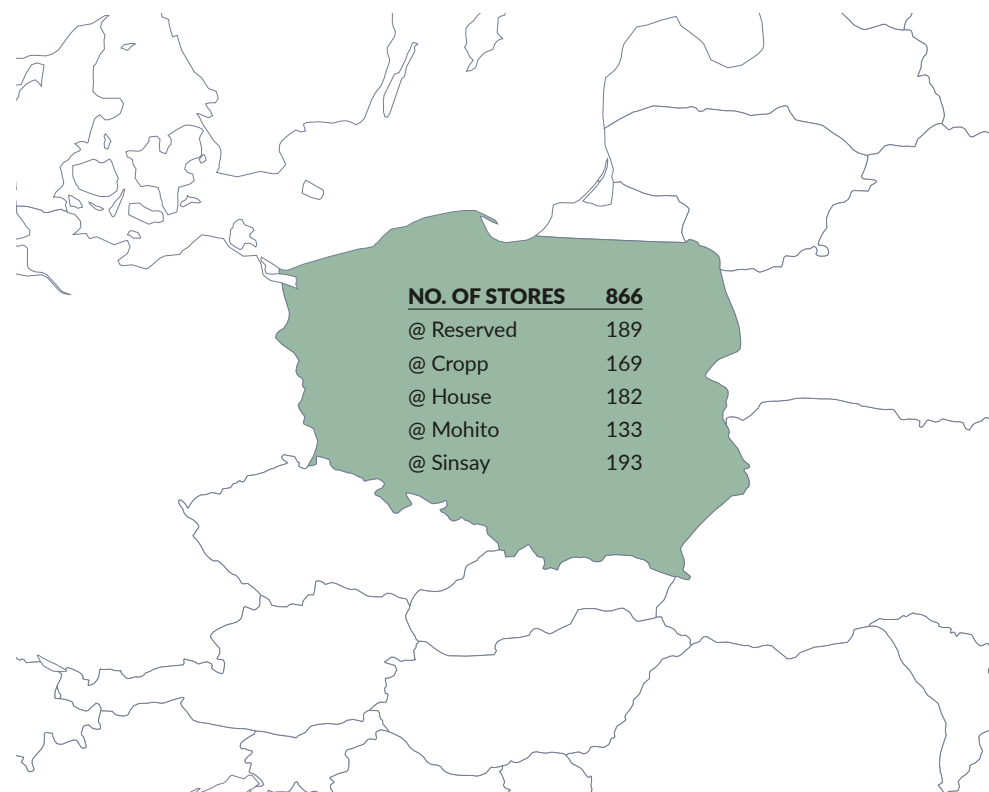 NO. OF STORES 866
@ Reserved 189
@ Cropp 169
@ House 182
@ Mohito 133
@ Sinsay 193